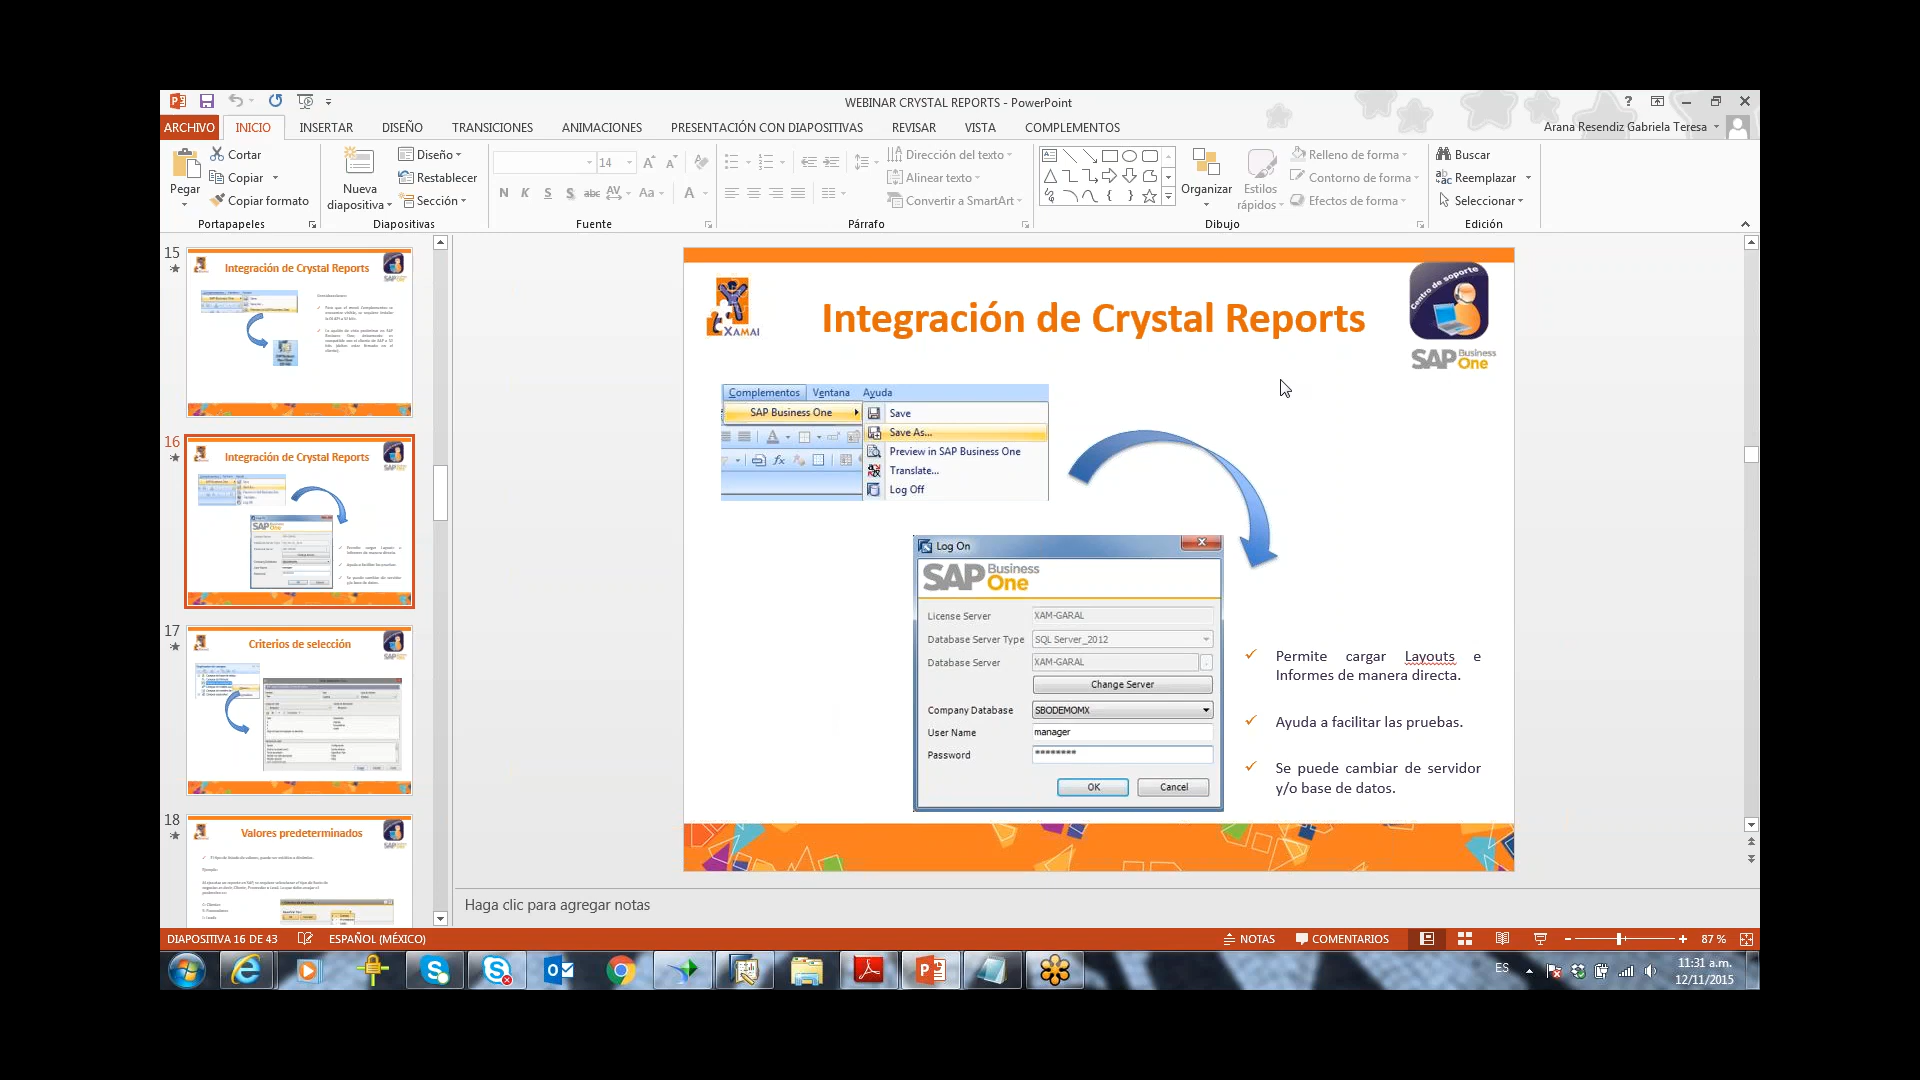 WEBINAR CRYSTAL REPORTS - PowerPoint
ARCHIVO INICIO INSERTAR DISEÑO TRANSICIONES ANIMACIONES PRESENTACIÓN CON DIAPOSITIVAS REVISAR VISTA COMPLEMENTOS
Arana Resendiz Gabriela Teresa
Pegar
Cortar
Copiar
Copiar formato
Portapapeles
Nueva diapositiva
Diseño
Restablecer
Sección
Diapositivas
14
N K S S abc AV Aa A
Fuente
Dirección del texto
Alinear texto
Convertir a SmartArt
Párrafo
Organizar
Estilos rápidos
Relleno de forma
Contorno de forma
Efectos de forma
Dibujo
Buscar
Reemplazar
Seleccionar
Edición
15
Integración de Crystal Reports
16
Integración de Crystal Reports
17
Criterios de selección
18
Valores predeterminados
XAMAI
Integración de Crystal Reports
Centro de soporte
SAP Business One
Complementos Ventana Ayuda
SAP Business One
Save
Save As...
Preview in SAP Business One
Translate...
Log Off
Log On
SAP Business One
License Server XAM-GARAL
Database Server Type SQL Server_2012
Database Server XAM-GARAL
Change Server
Company Database SBODEMOMX
User Name manager
Password ********
OK Cancel
Permite cargar Layouts e
Informes de manera directa.
Ayuda a facilitar las pruebas.
Se puede cambiar de servidor
y/o base de datos.
Haga clic para agregar notas
DIAPOSITIVA 16 DE 43 ESPAÑOL (MÉXICO) NOTAS COMENTARIOS 87 %
ES 11:31 a.m.
12/11/2015